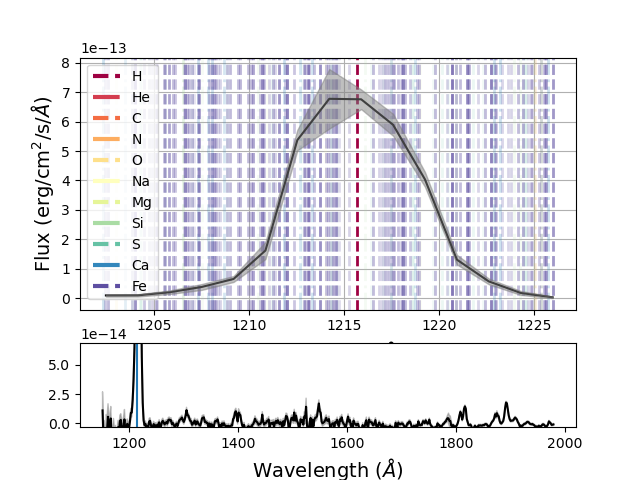 1e−13
8
7
6
5
4
3
2
1
0
Flux (erg/cm²/s/Å)
H
He
C
N
O
Na
Mg
Si
S
Ca
Fe
1205 1210 1215 1220 1225
1e−14
5.0
2.5
0.0
1200 1400 1600 1800 2000
Wavelength (Å)